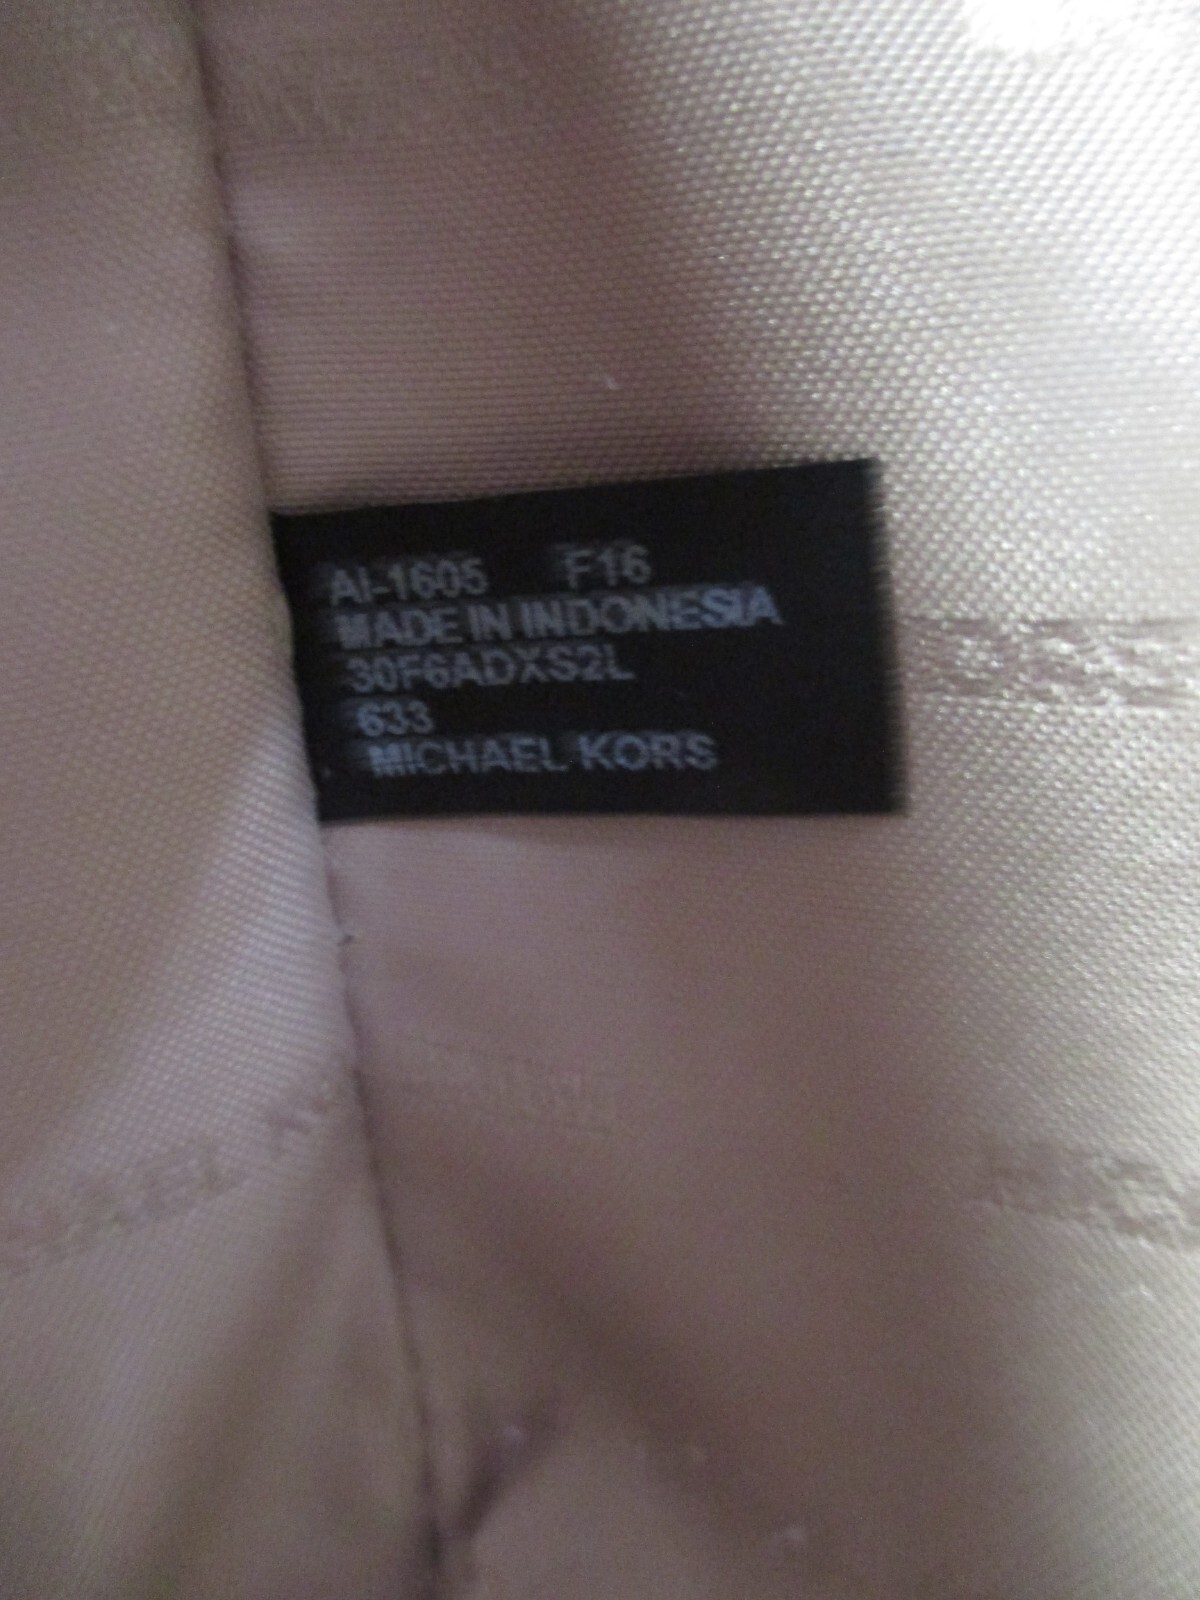 AI-1605 F16
MADE IN INDONESIA
30F6ADXS2L
633
MICHAEL KORS